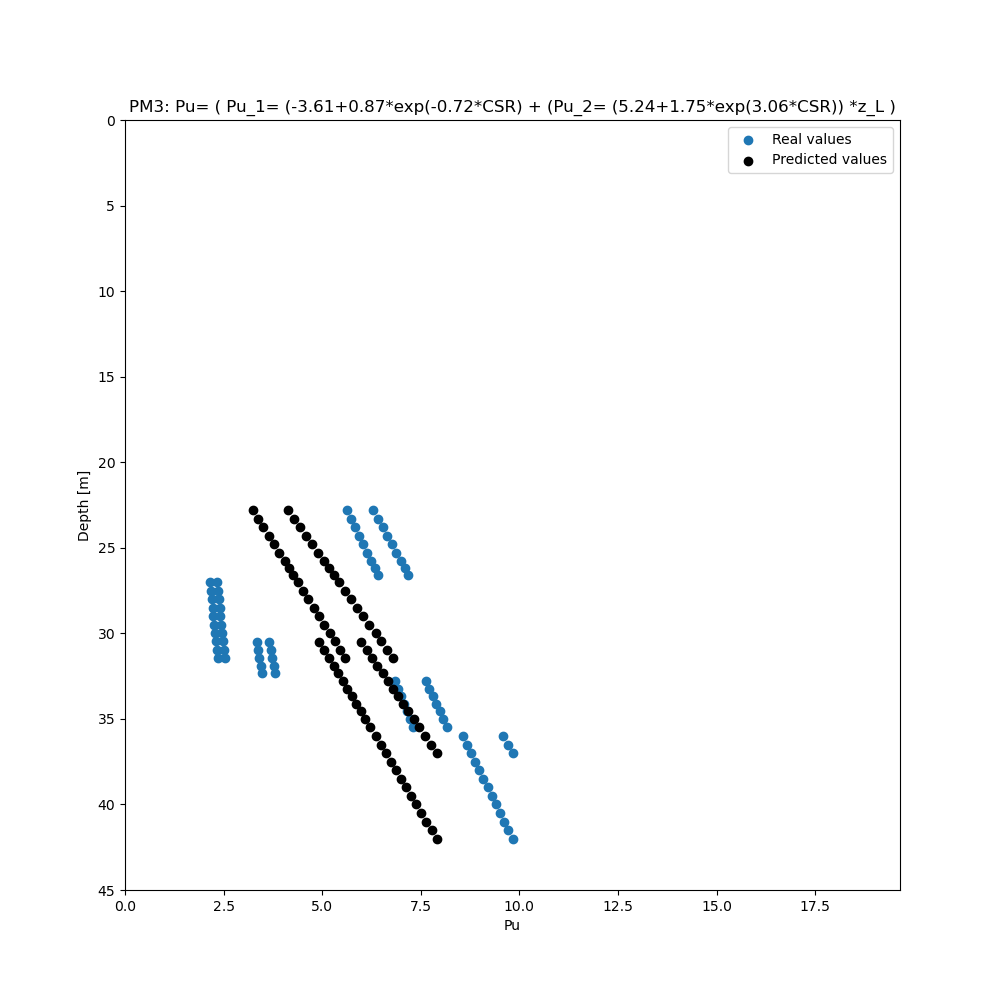 PM3: Pu= ( Pu_1= (-3.61+0.87*exp(-0.72*CSR) + (Pu_2= (5.24+1.75*exp(3.06*CSR)) *z_L )
Real values
Predicted values
0
5
10
15
20
25
30
35
40
45
Depth [m]
0.0 2.5 5.0 7.5 10.0 12.5 15.0 17.5
Pu